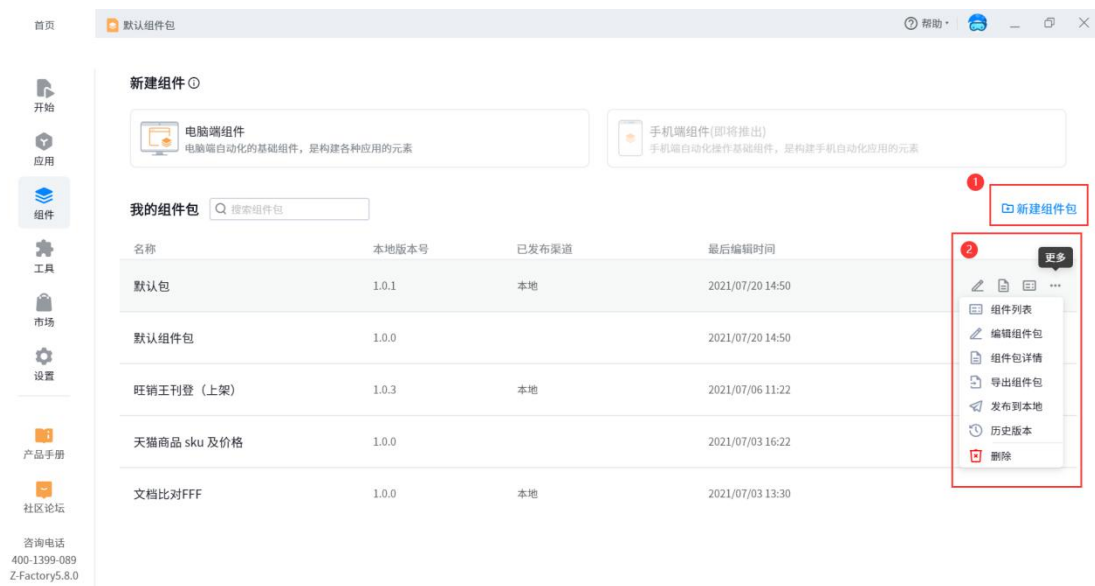 首页
默认组件包
帮助
新建组件
开始
电脑端组件
电脑端自动化的基础组件，是构建各种应用的元素
手机端组件(即将推出)
手机端自动化操作基础组件，是构建手机自动化应用的元素
应用
1
组件
我的组件包
搜索组件包
新建组件包
名称
本地版本号
已发布渠道
最后编辑时间
2
更多
工具
默认包
1.0.1
本地
2021/07/20 14:50
市场
组件列表
默认组件包
1.0.0
2021/07/20 14:50
编辑组件包
组件包详情
设置
导出组件包
旺销王刊登（上架）
1.0.3
本地
2021/07/06 11:22
发布到本地
历史版本
产品手册
天猫商品 sku 及价格
1.0.0
2021/07/03 16:22
删除
文档比对FFF
1.0.0
本地
2021/07/03 13:30
社区论坛
咨询电话
400-1399-089
Z-Factory5.8.0